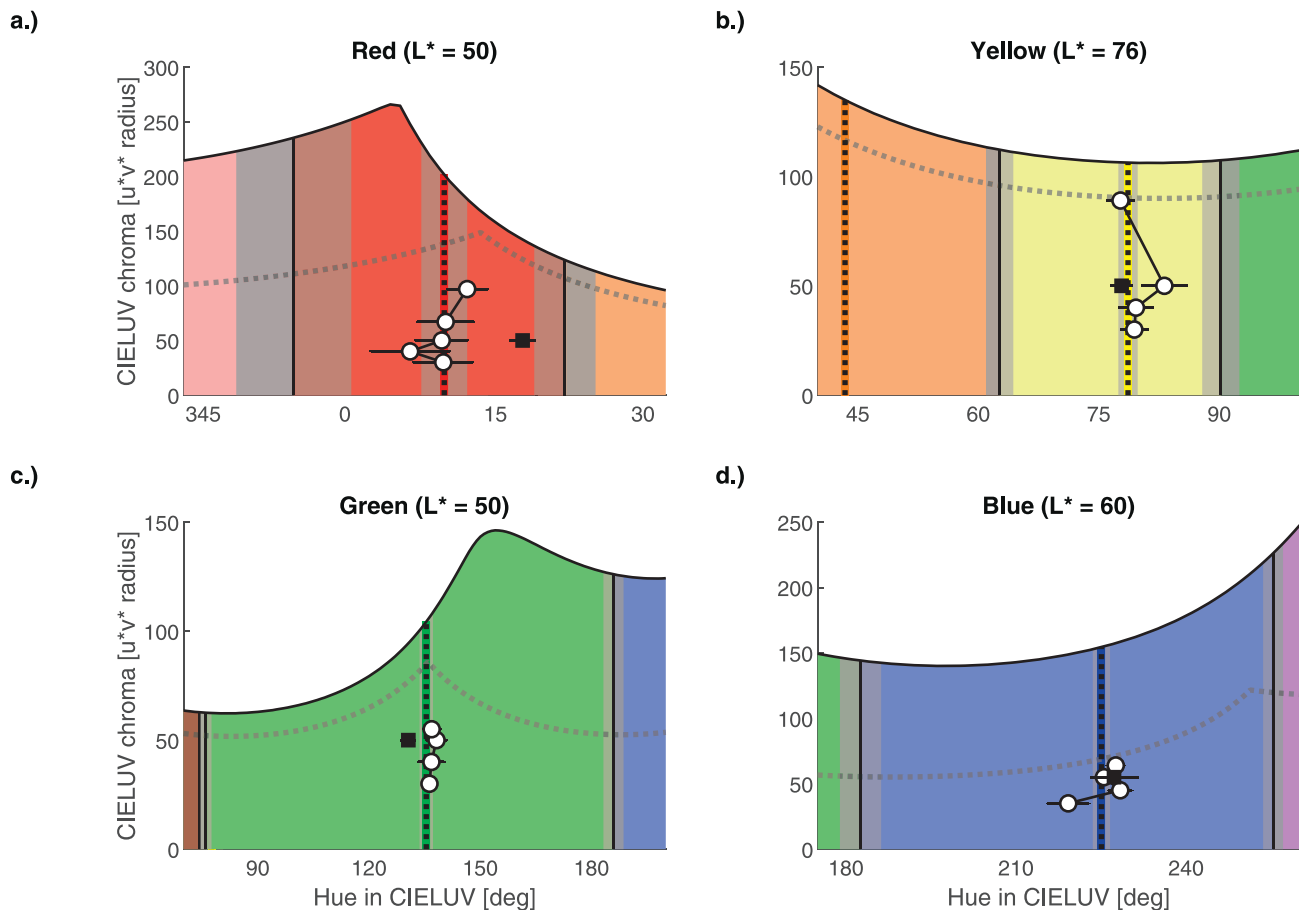 a.)
Red (L* = 50)
CIELUV chroma [u*v* radius]
300
250
200
150
100
50
0
345 0 15 30
b.)
Yellow (L* = 76)
150
100
50
0
45 60 75 90
c.)
Green (L* = 50)
CIELUV chroma [u*v* radius]
150
100
50
0
90 120 150 180
Hue in CIELUV [deg]
d.)
Blue (L* = 60)
250
200
150
100
50
0
180 210 240
Hue in CIELUV [deg]